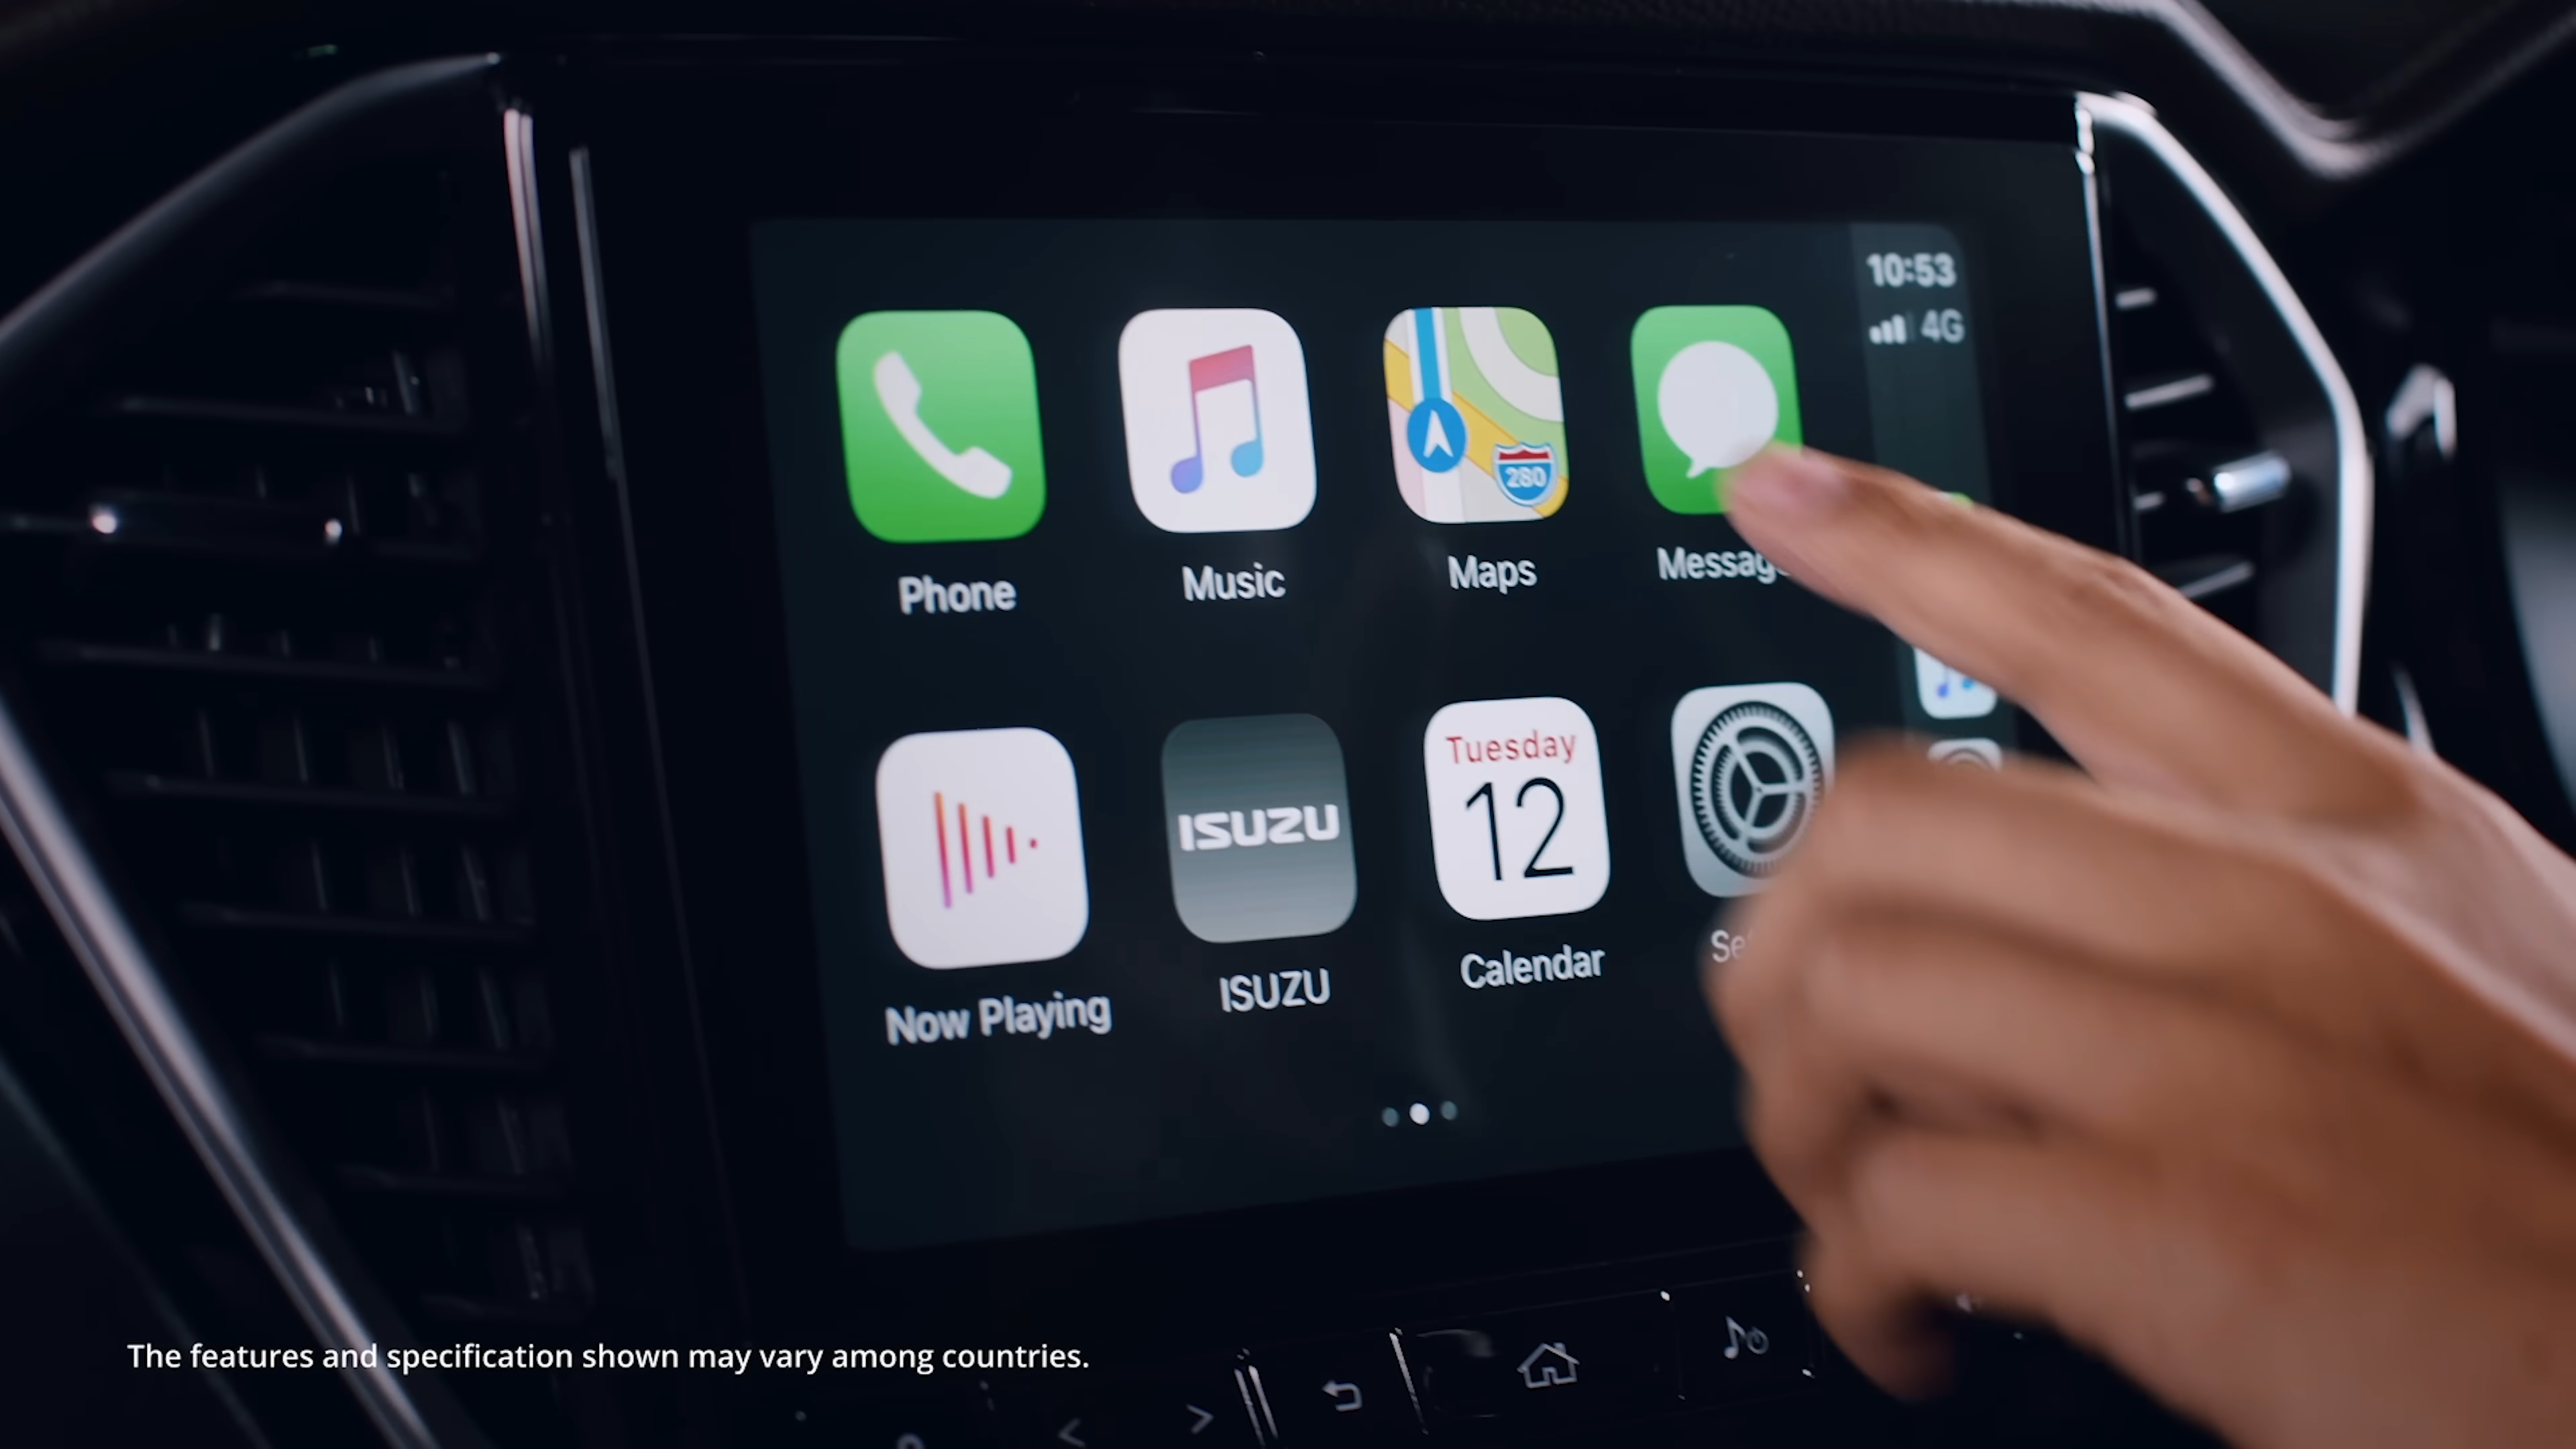 10:53
4G
280
Phone
Music
Maps
Tuesday
12
ISUZU
Now Playing
ISUZU
Calendar
The features and specification shown may vary among countries.